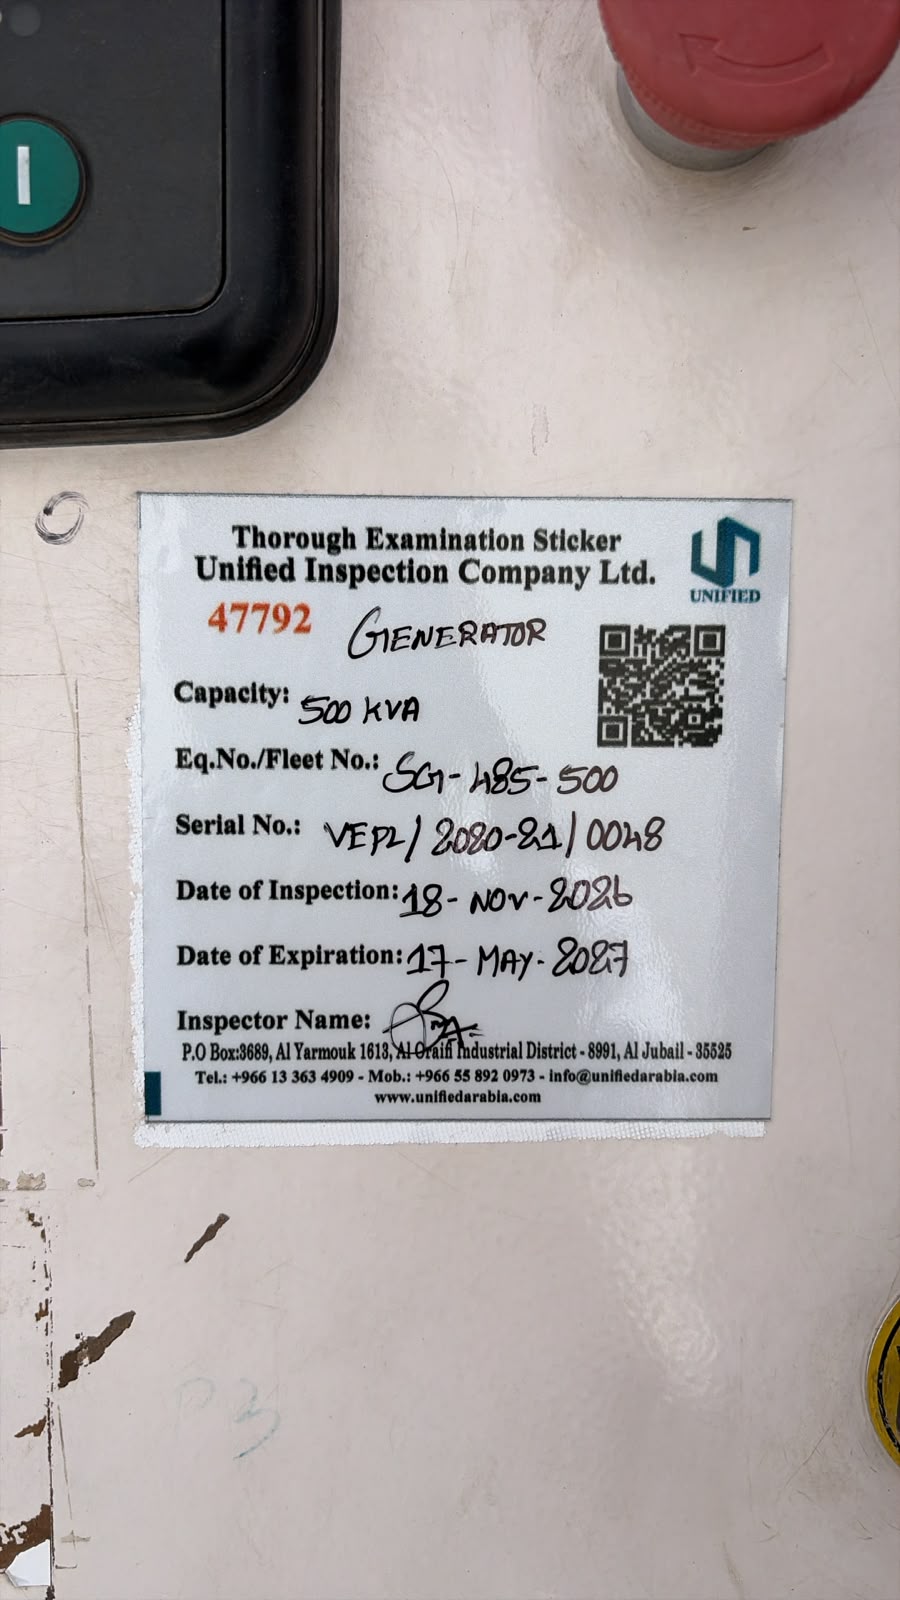 Thorough Examination Sticker
Unified Inspection Company Ltd.
UNIFIED
47792 GENERATOR
Capacity: 500 KVA
Eq.No./Fleet No.: SG-485-500
Serial No.: VEPL/2020-21/0048
Date of Inspection: 18-NOV-2026
Date of Expiration: 17-MAY-2027
Inspector Name:
P.O Box:3689, Al Yarmouk 1613, Al Oraifi Industrial District - 8991, Al Jubail - 35525
Tel.: +966 13 363 4909 - Mob.: +966 55 892 0973 - info@unifiedarabia.com
www.unifiedarabia.com